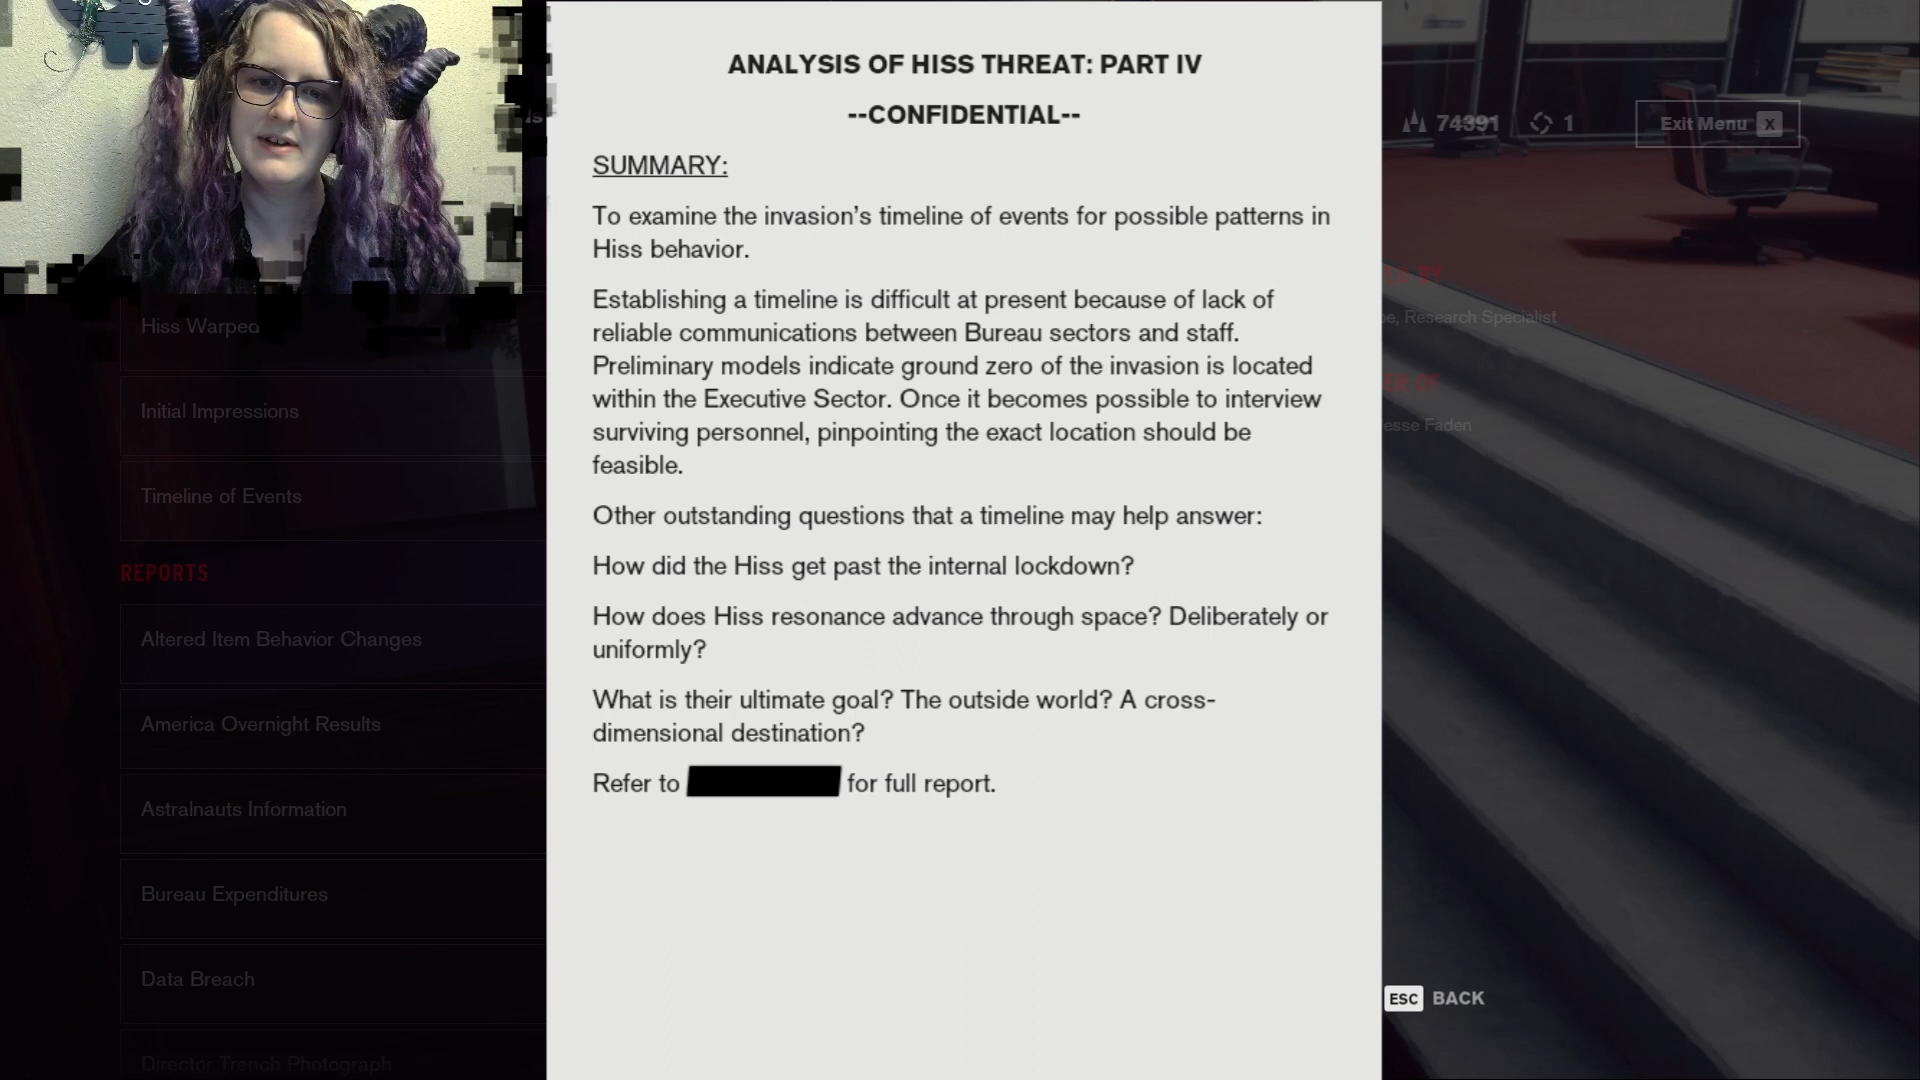 ANALYSIS OF HISS THREAT: PART IV
--CONFIDENTIAL--
SUMMARY:
To examine the invasion’s timeline of events for possible patterns in
Hiss behavior.
Establishing a timeline is difficult at present because of lack of
reliable communications between Bureau sectors and staff.
Preliminary models indicate ground zero of the invasion is located
within the Executive Sector. Once it becomes possible to interview
surviving personnel, pinpointing the exact location should be
feasible.
Other outstanding questions that a timeline may help answer:
How did the Hiss get past the internal lockdown?
How does Hiss resonance advance through space? Deliberately or
uniformly?
What is their ultimate goal? The outside world? A cross-
dimensional destination?
Refer to for full report.
Hiss Warped
Initial Impressions
Timeline of Events
REPORTS
Altered Item Behavior Changes
America Overnight Results
Astralnauts Information
Bureau Expenditures
Data Breach
Director Trench Photograph
74391 1
Exit Menu X
BY
Research Specialist
Faden
ESC BACK